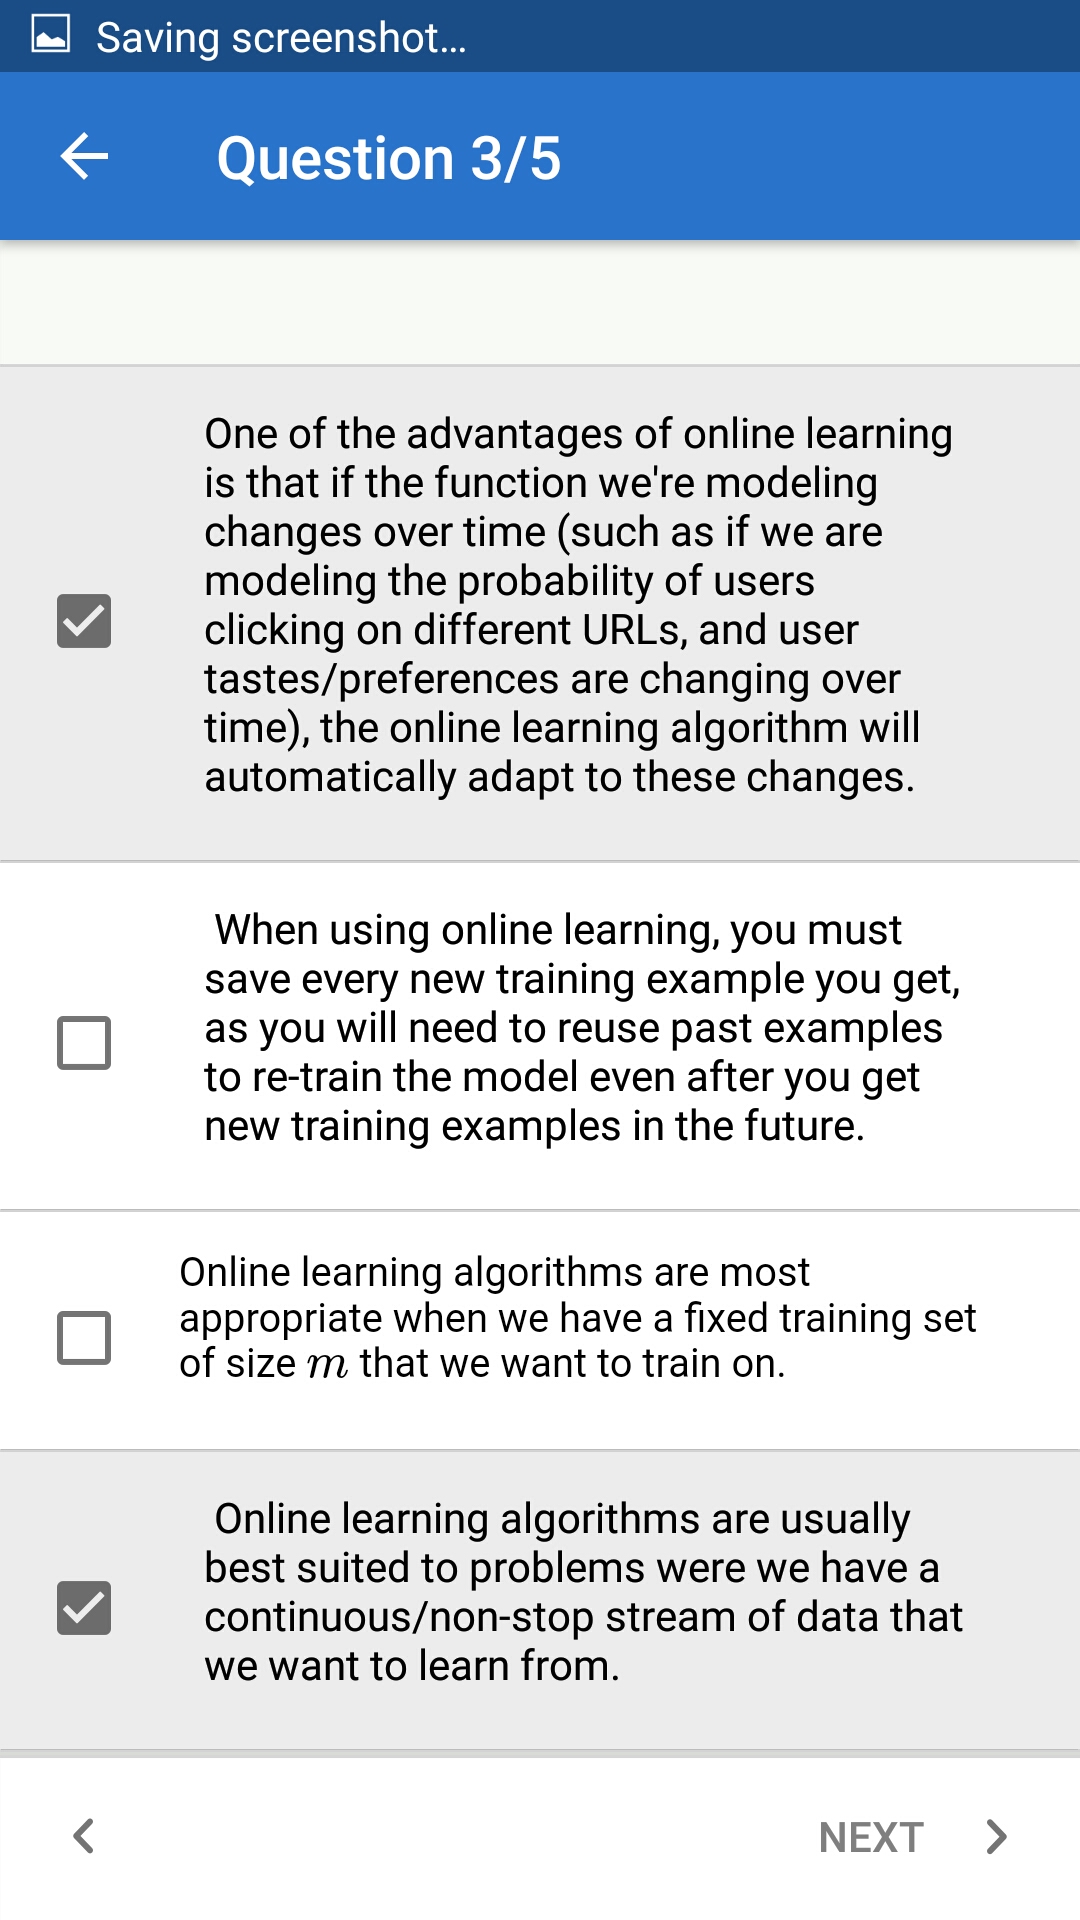 Saving screenshot...
Question 3/5
One of the advantages of online learning
is that if the function we're modeling
changes over time (such as if we are
modeling the probability of users
clicking on different URLs, and user
tastes/preferences are changing over
time), the online learning algorithm will
automatically adapt to these changes.
When using online learning, you must
save every new training example you get,
as you will need to reuse past examples
to re-train the model even after you get
new training examples in the future.
Online learning algorithms are most
appropriate when we have a fixed training set
of size m that we want to train on.
Online learning algorithms are usually
best suited to problems were we have a
continuous/non-stop stream of data that
we want to learn from.
NEXT